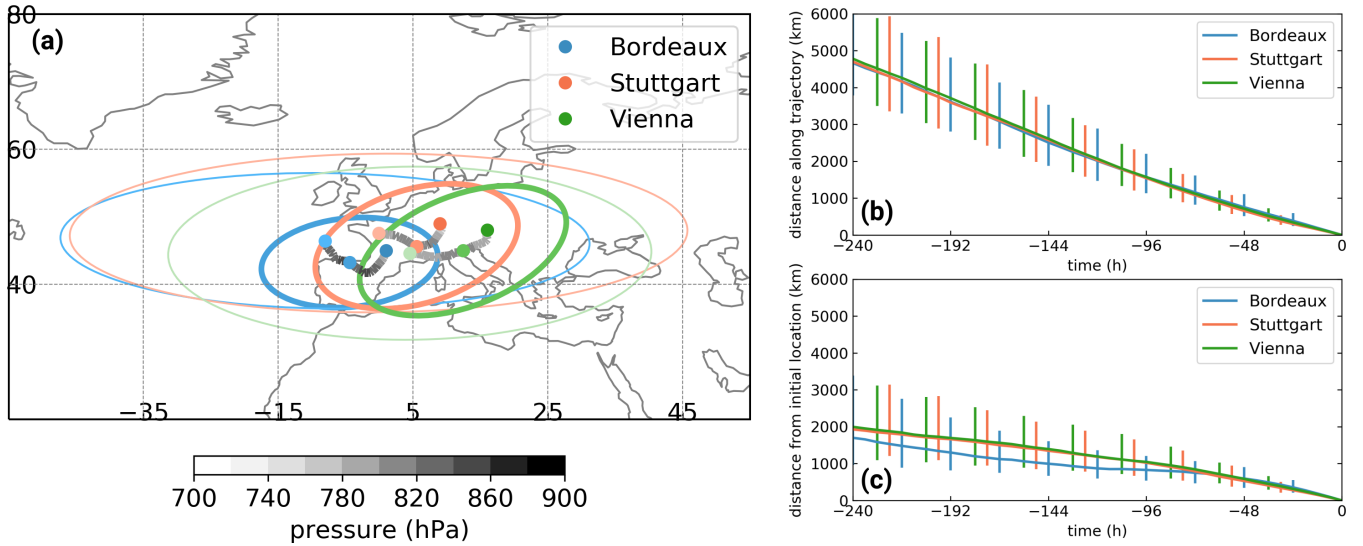 (a)
Bordeaux
Stuttgart
Vienna
80
60
40
−35
−15
5
25
45
700
740
780
820
860
900
pressure (hPa)
distance along trajectory (km)
6000
5000
4000
3000
2000
1000
0
Bordeaux
Stuttgart
Vienna
(b)
−240
−192
−144
−96
−48
0
time (h)
distance from initial location (km)
6000
5000
4000
3000
2000
1000
0
Bordeaux
Stuttgart
Vienna
(c)
−240
−192
−144
−96
−48
0
time (h)